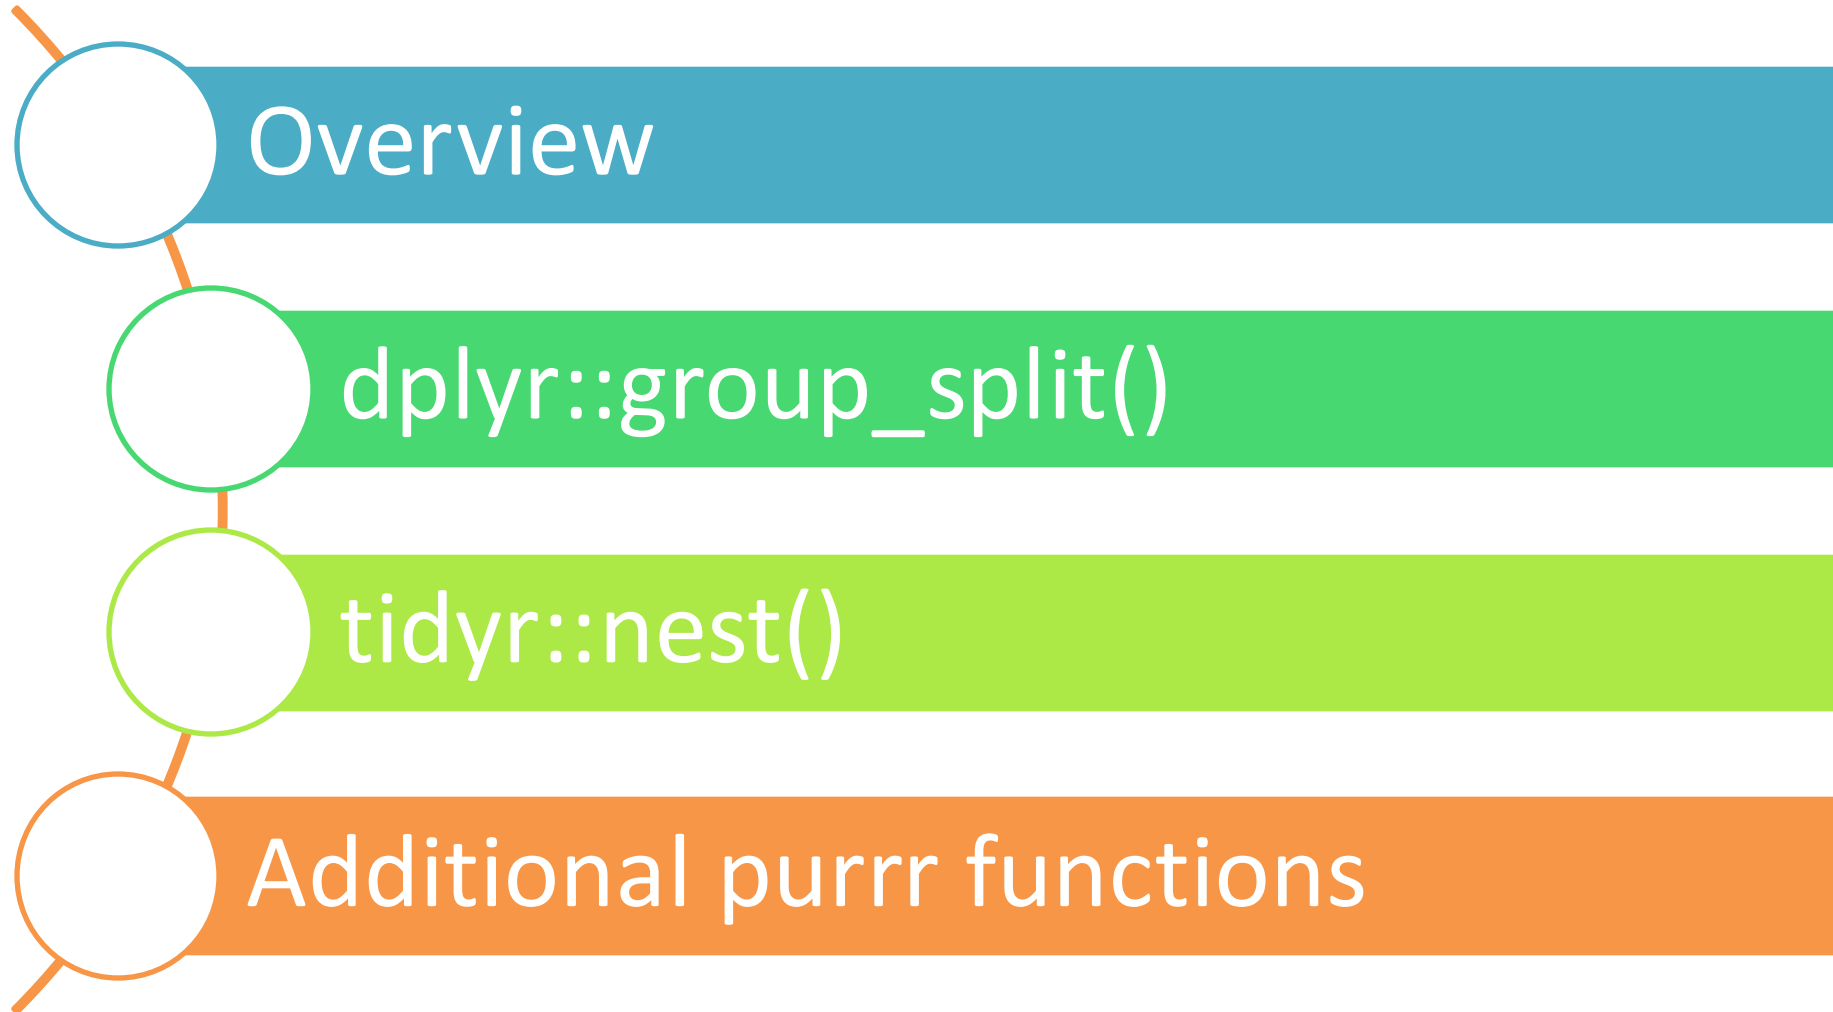 Overview
dplyr::group_split()
tidyr::nest()
Additional purrr functions